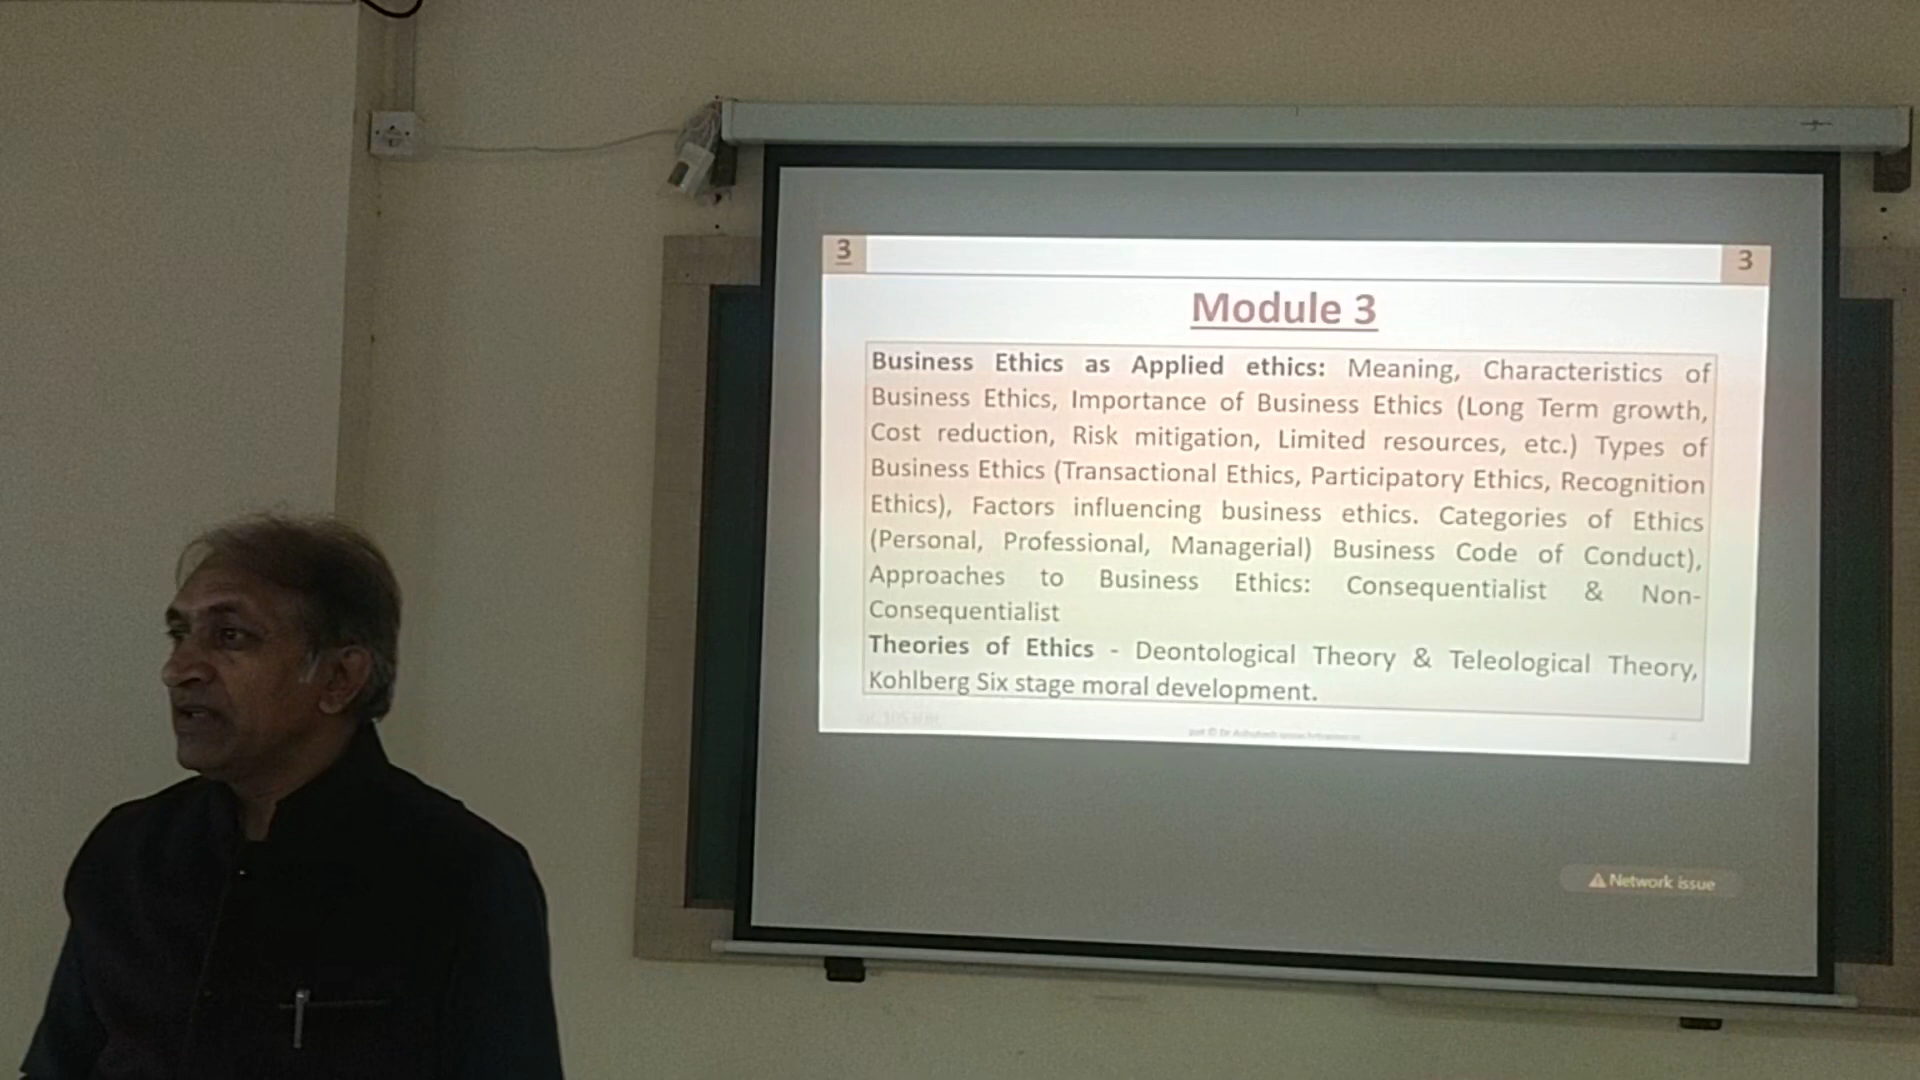 3
3
Module 3
Business Ethics as Applied ethics: Meaning, Characteristics of
Business Ethics, Importance of Business Ethics (Long Term growth,
Cost reduction, Risk mitigation, Limited resources, etc.) Types of
Business Ethics (Transactional Ethics, Participatory Ethics, Recognition
Ethics), Factors influencing business ethics. Categories of Ethics
(Personal, Professional, Managerial) Business Code of Conduct),
Approaches to Business Ethics: Consequentialist & Non-
Consequentialist
Theories of Ethics - Deontological Theory & Teleological Theory,
Kohlberg Six stage moral development.
Network issue